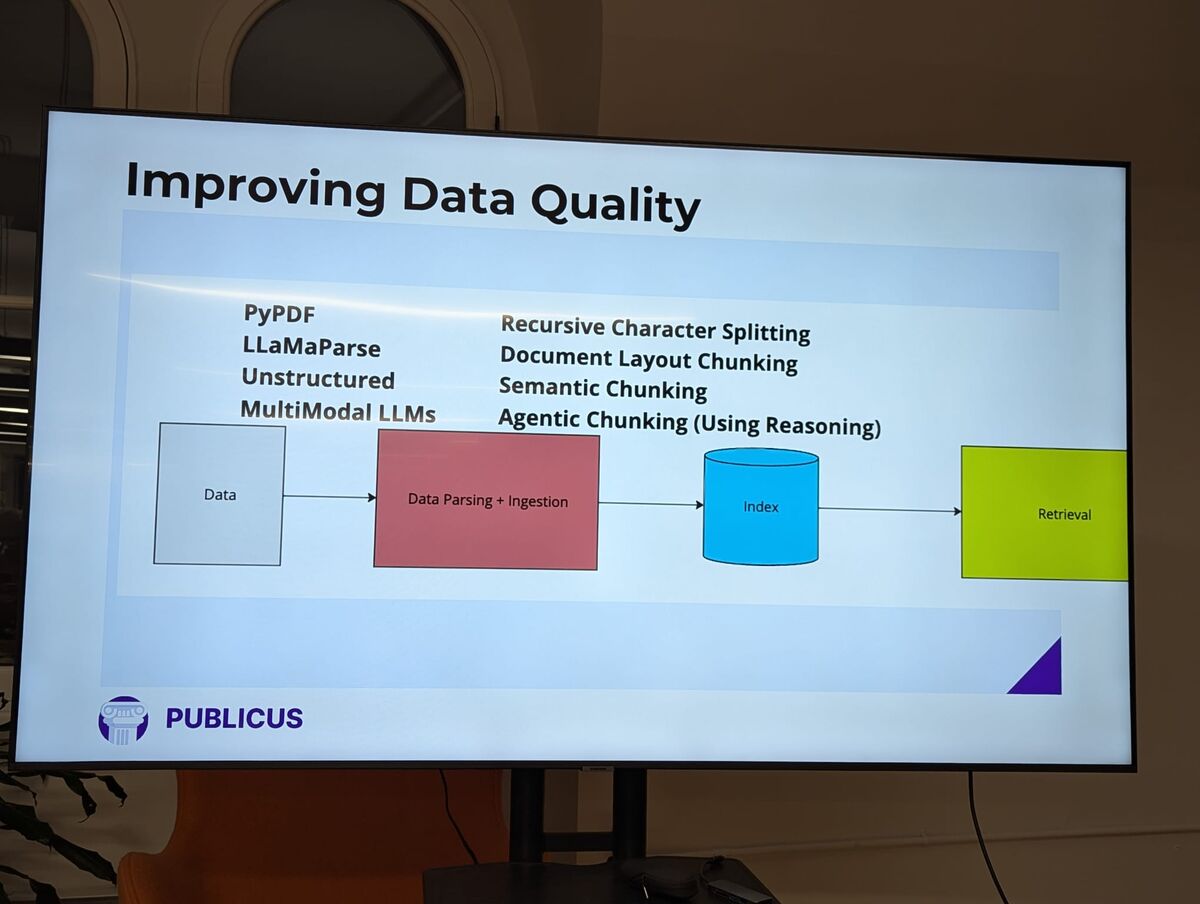 Improving Data Quality
PyPDF
LLaMaParse
Unstructured
MultiModal LLMs
Recursive Character Splitting
Document Layout Chunking
Semantic Chunking
Agentic Chunking (Using Reasoning)
Data
Data Parsing + Ingestion
Index
Retrieval
PUBLICUS